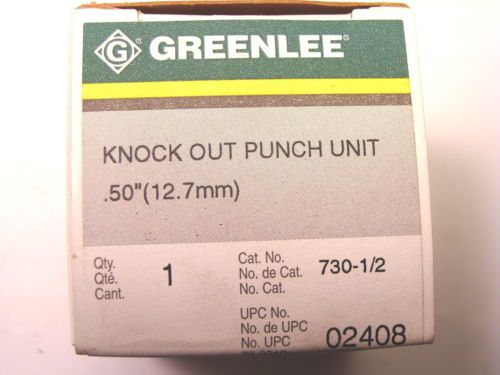 G GREENLEE®
KNOCK OUT PUNCH UNIT
.50"(12.7mm)
Qty.
Qté.
Cant.
1
Cat. No.
No. de Cat.
No. Cat.
730-1/2
UPC No.
No. de UPC
No. UPC
02408